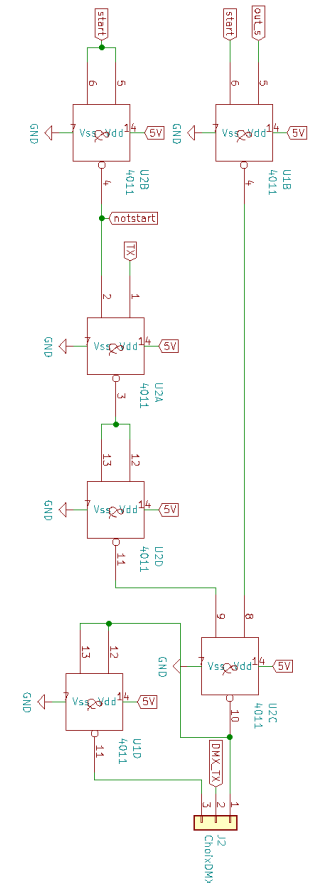 start
start
out_s
6
5
6
5
7
Vss
Vdd
14
5V
7
Vss
Vdd
14
5V
GND
GND
4
U2B
4011
4
U1B
4011
notstart
TX
2
1
7
Vss
Vdd
14
5V
GND
3
U2A
4011
13
12
7
Vss
Vdd
14
5V
GND
11
U2D
4011
9
8
13
12
GND
7
Vss
Vdd
14
5V
7
Vss
Vdd
14
5V
GND
10
U2C
4011
11
U1D
4011
DMX_TX
3
2
1
J2
ChoixDMX